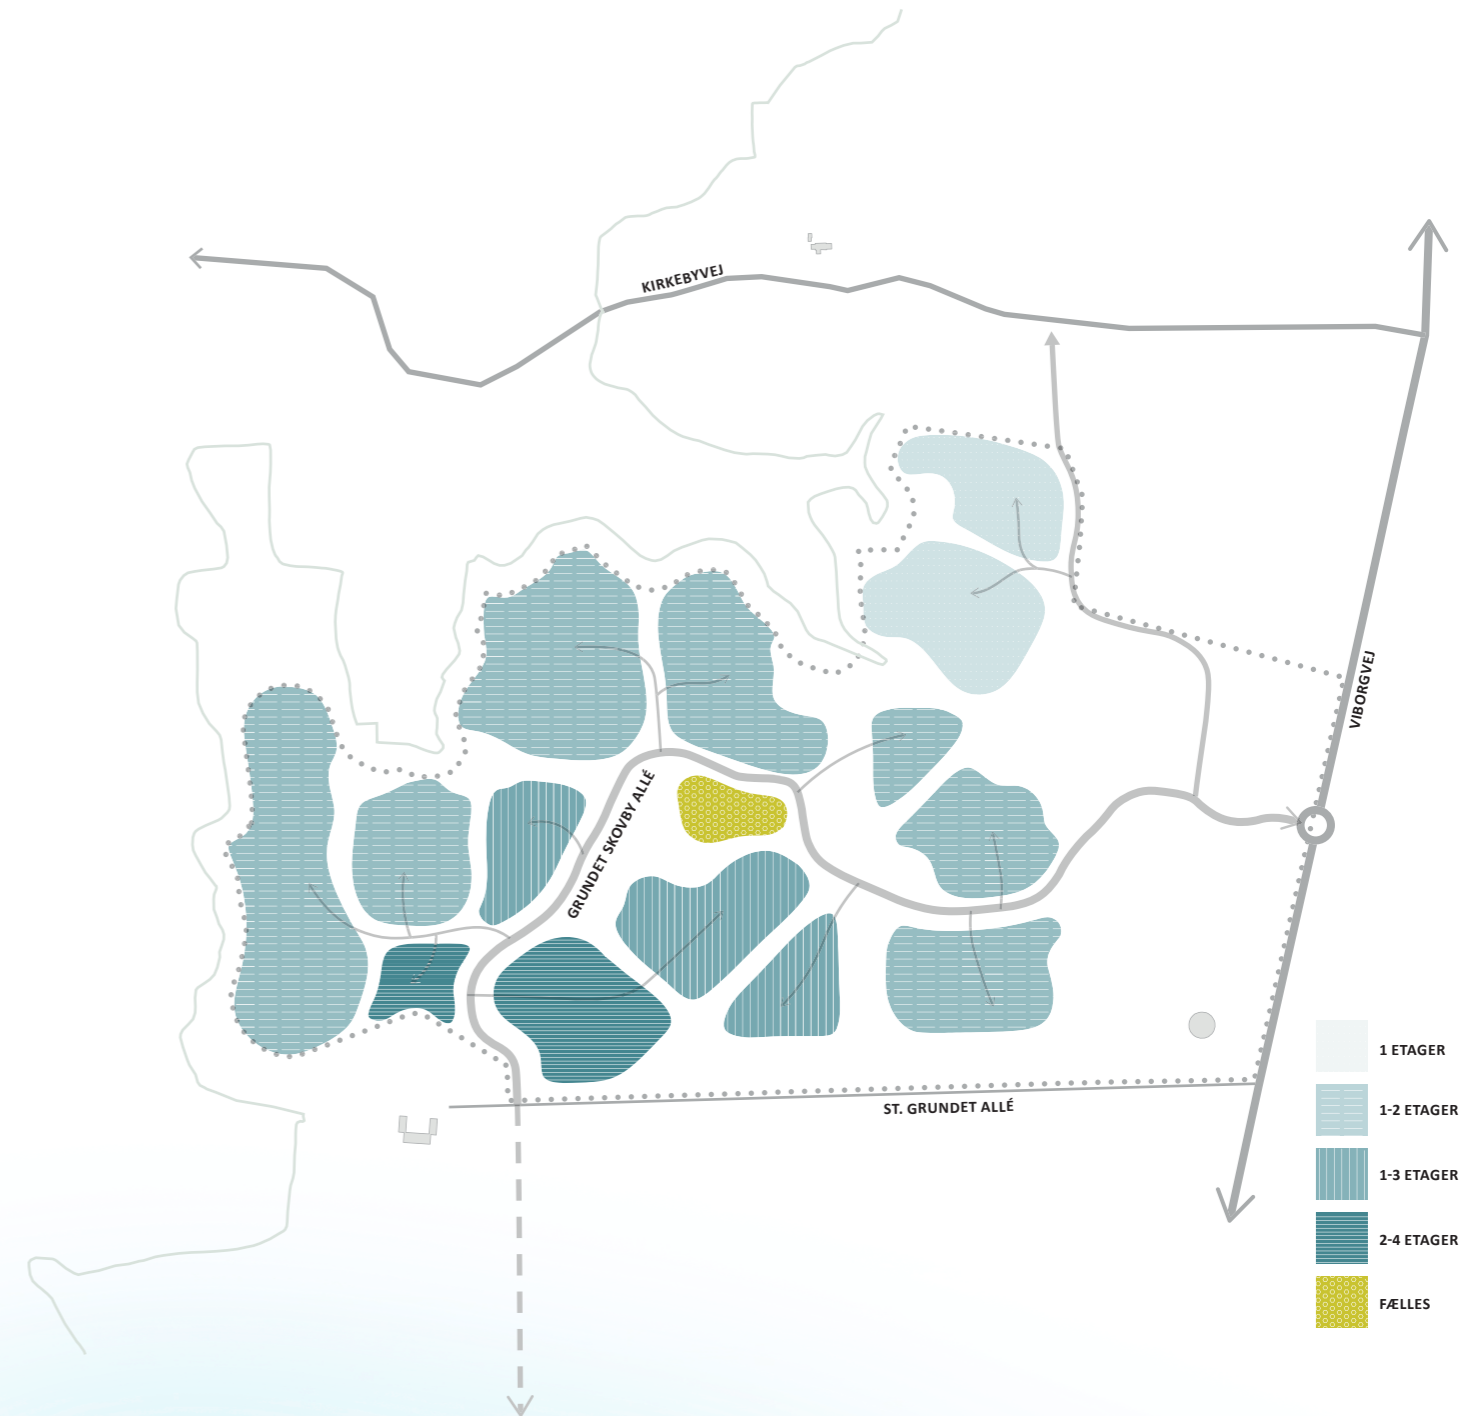 KIRKEBYVEJ
VIBORGVEJ
GRUNDET SKOVBY ALLÉ
ST. GRUNDET ALLÉ
1 ETAGER
1-2 ETAGER
1-3 ETAGER
2-4 ETAGER
FÆLLES